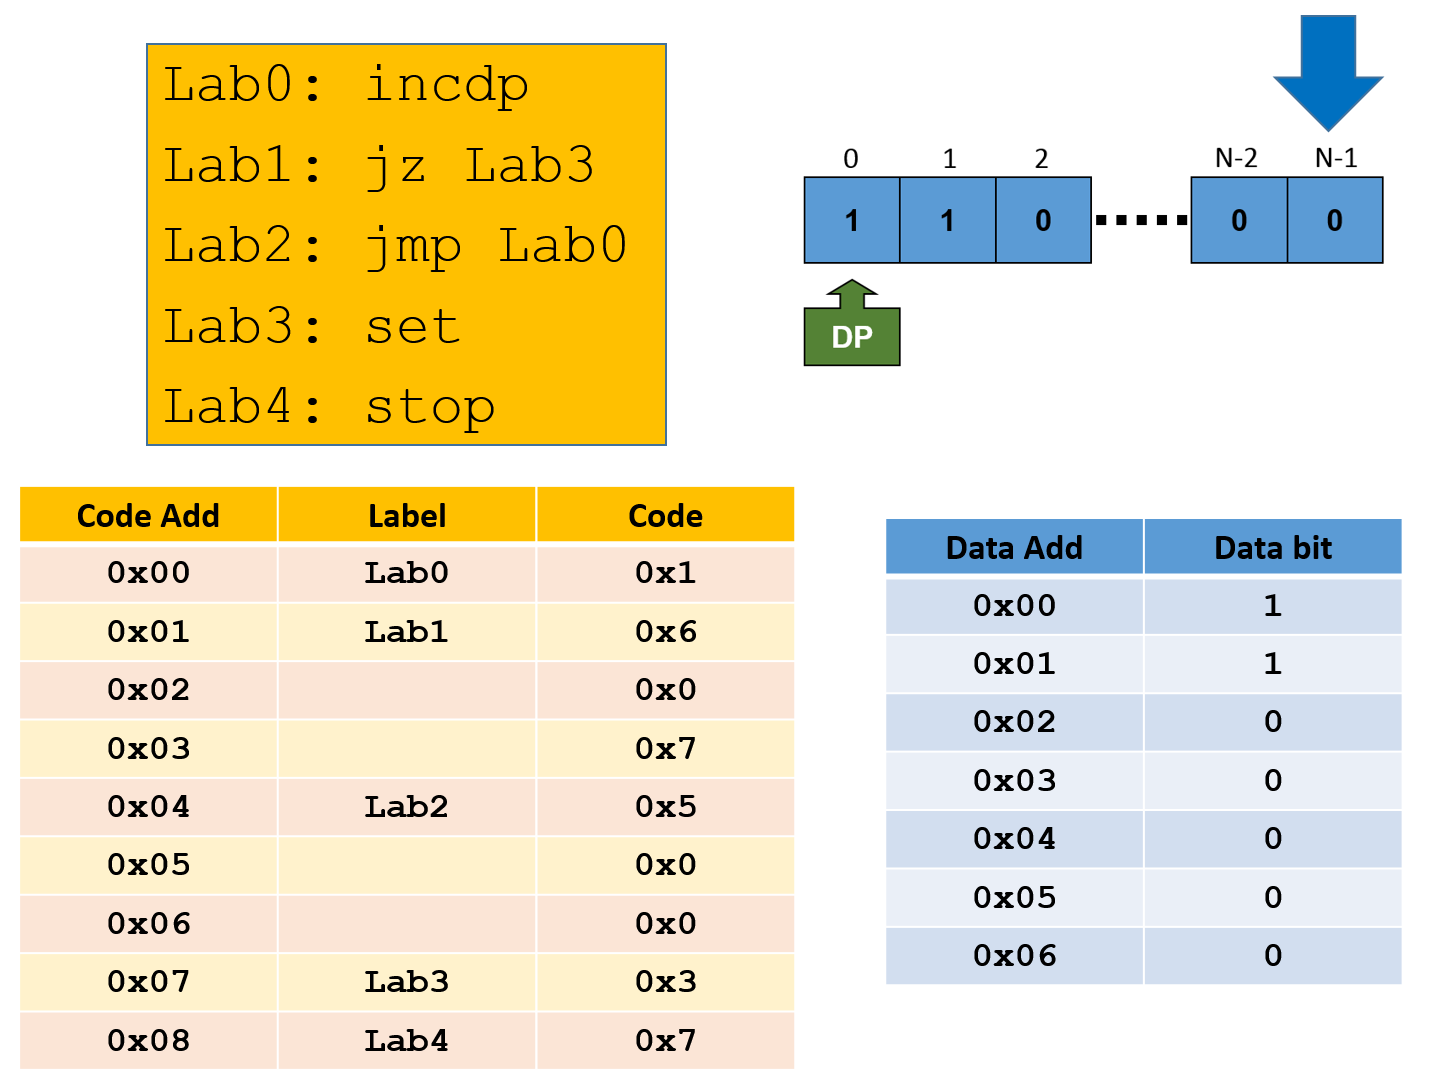 Lab0: incdp
Lab1: jz Lab3
Lab2: jmp Lab0
Lab3: set
Lab4: stop
0 1 2 N-2 N-1
1 1 0 0 0
DP
Code Add Label Code
0x00 Lab0 0x1
0x01 Lab1 0x6
0x02 0x0
0x03 0x7
0x04 Lab2 0x5
0x05 0x0
0x06 0x0
0x07 Lab3 0x3
0x08 Lab4 0x7
Data Add Data bit
0x00 1
0x01 1
0x02 0
0x03 0
0x04 0
0x05 0
0x06 0